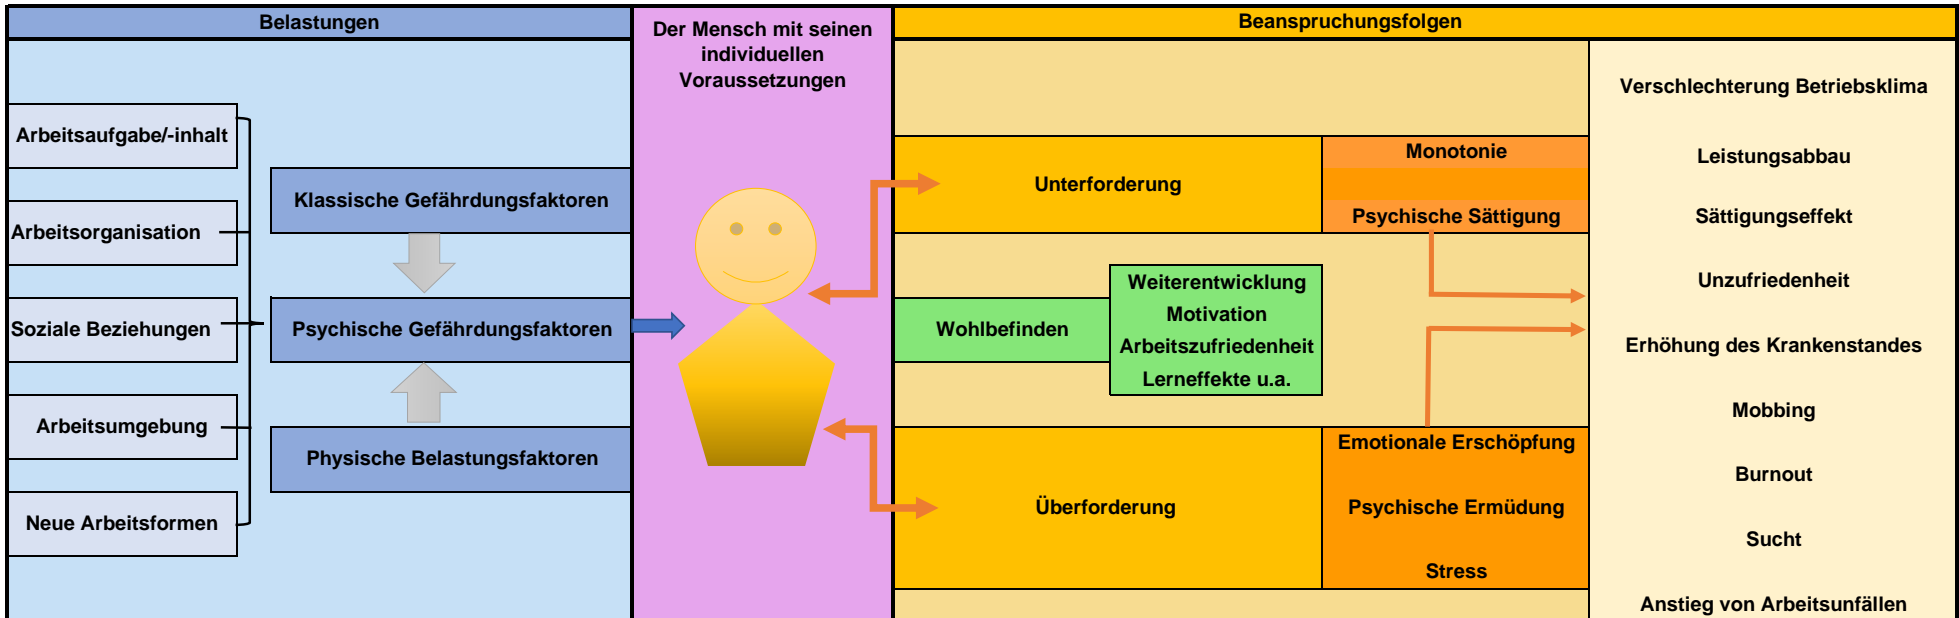 Belastungen
Der Mensch mit seinen
individuellen
Voraussetzungen
Beanspruchungsfolgen
Arbeitsaufgabe/-inhalt
Arbeitsorganisation
Soziale Beziehungen
Arbeitsumgebung
Neue Arbeitsformen
Klassische Gefährdungsfaktoren
Psychische Gefährdungsfaktoren
Physische Belastungsfaktoren
Unterforderung
Monotonie
Psychische Sättigung
Wohlbefinden
Weiterentwicklung
Motivation
Arbeitszufriedenheit
Lerneffekte u.a.
Überforderung
Emotionale Erschöpfung
Psychische Ermüdung
Stress
Verschlechterung Betriebsklima
Leistungsabbau
Sättigungseffekt
Unzufriedenheit
Erhöhung des Krankenstandes
Mobbing
Burnout
Sucht
Anstieg von Arbeitsunfällen